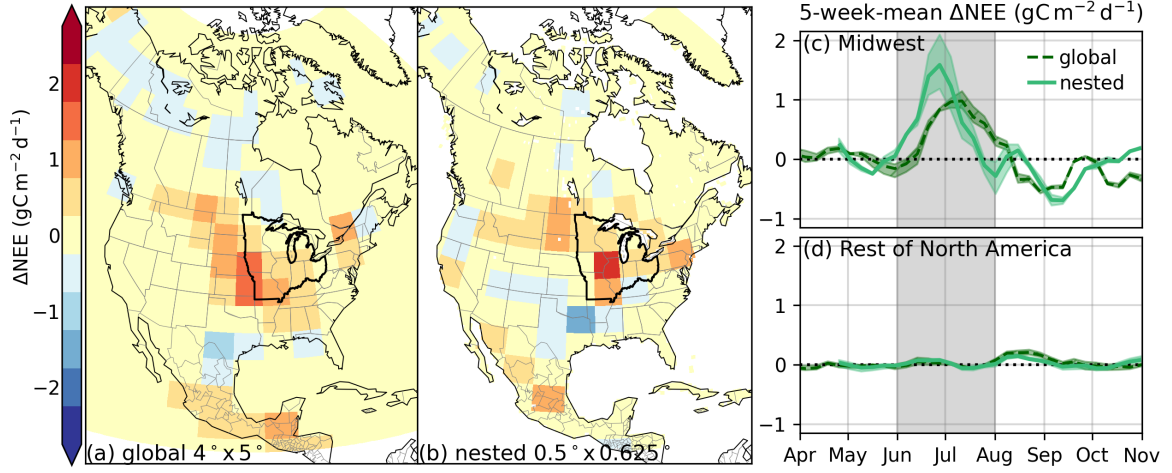 ΔNEE (gC m⁻² d⁻¹)
2
1
0
−1
−2
(a) global 4°x5°
(b) nested 0.5°x0.625°
5-week-mean ΔNEE (gC m⁻² d⁻¹)
(c) Midwest
global
nested
2
1
0
−1
(d) Rest of North America
2
1
0
−1
Apr May Jun Jul Aug Sep Oct Nov